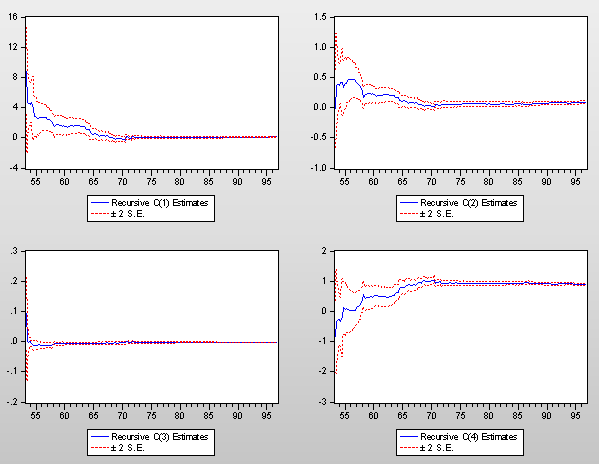 16
12
8
4
0
-4
55 60 65 70 75 80 85 90 95
Recursive C(1) Estimates
± 2 S.E.
1.5
1.0
0.5
0.0
-0.5
-1.0
55 60 65 70 75 80 85 90 95
Recursive C(2) Estimates
± 2 S.E.
.3
.2
.1
.0
-.1
-.2
55 60 65 70 75 80 85 90 95
Recursive C(3) Estimates
± 2 S.E.
2
1
0
-1
-2
-3
55 60 65 70 75 80 85 90 95
Recursive C(4) Estimates
± 2 S.E.